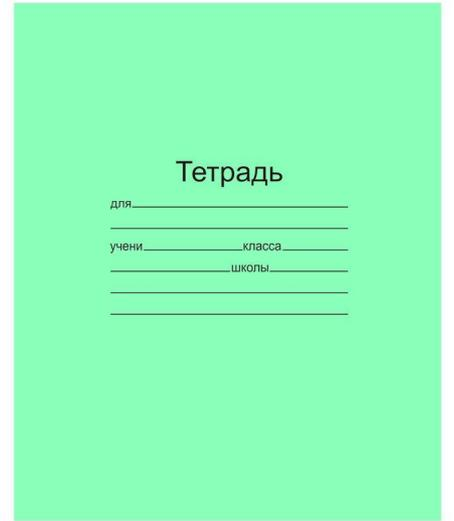 Тетрадь
для
учени класса
школы